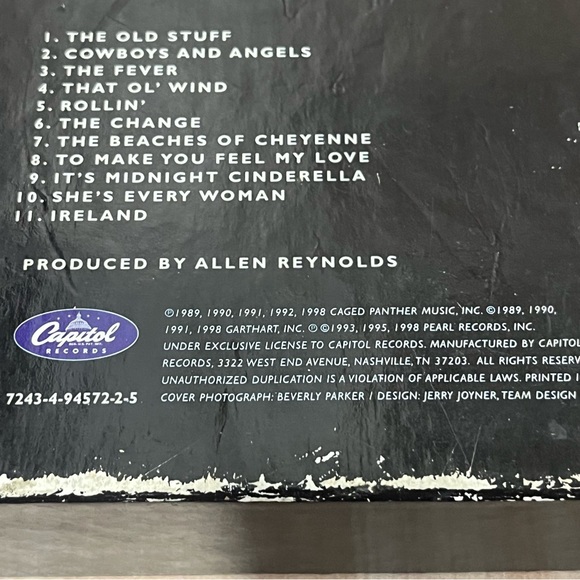 1. THE OLD STUFF
2. COWBOYS AND ANGELS
3. THE FEVER
4. THAT OL' WIND
5. ROLLIN'
6. THE CHANGE
7. THE BEACHES OF CHEYENNE
8. TO MAKE YOU FEEL MY LOVE
9. IT'S MIDNIGHT CINDERELLA
10. SHE'S EVERY WOMAN
11. IRELAND
PRODUCED BY ALLEN REYNOLDS
Capitol
RECORDS
7243-4-94572-2-5
℗1989, 1990, 1991, 1992, 1998 CAGED PANTHER MUSIC, INC. ©1989, 1990,
1991, 1998 GARTHART, INC. ℗ ©1993, 1995, 1998 PEARL RECORDS, INC.
UNDER EXCLUSIVE LICENSE TO CAPITOL RECORDS. MANUFACTURED BY CAPITOL
RECORDS, 3322 WEST END AVENUE, NASHVILLE, TN 37203. ALL RIGHTS RESERV
UNAUTHORIZED DUPLICATION IS A VIOLATION OF APPLICABLE LAWS. PRINTED I
COVER PHOTOGRAPH: BEVERLY PARKER / DESIGN: JERRY JOYNER, TEAM DESIGN